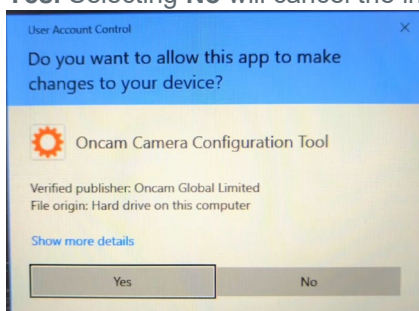 Yes. Selecting No will cancel the in
User Account Control
Do you want to allow this app to make
changes to your device?
Oncam Camera Configuration Tool
Verified publisher: Oncam Global Limited
File origin: Hard drive on this computer
Show more details
Yes
No